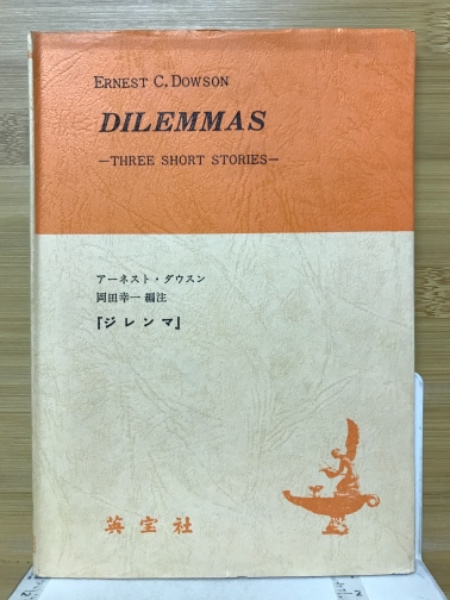 ERNEST C. DOWSON
DILEMMAS
—THREE SHORT STORIES—
アーネスト・ダウスン
岡田幸一 編注
『ジレンマ』
英宝社